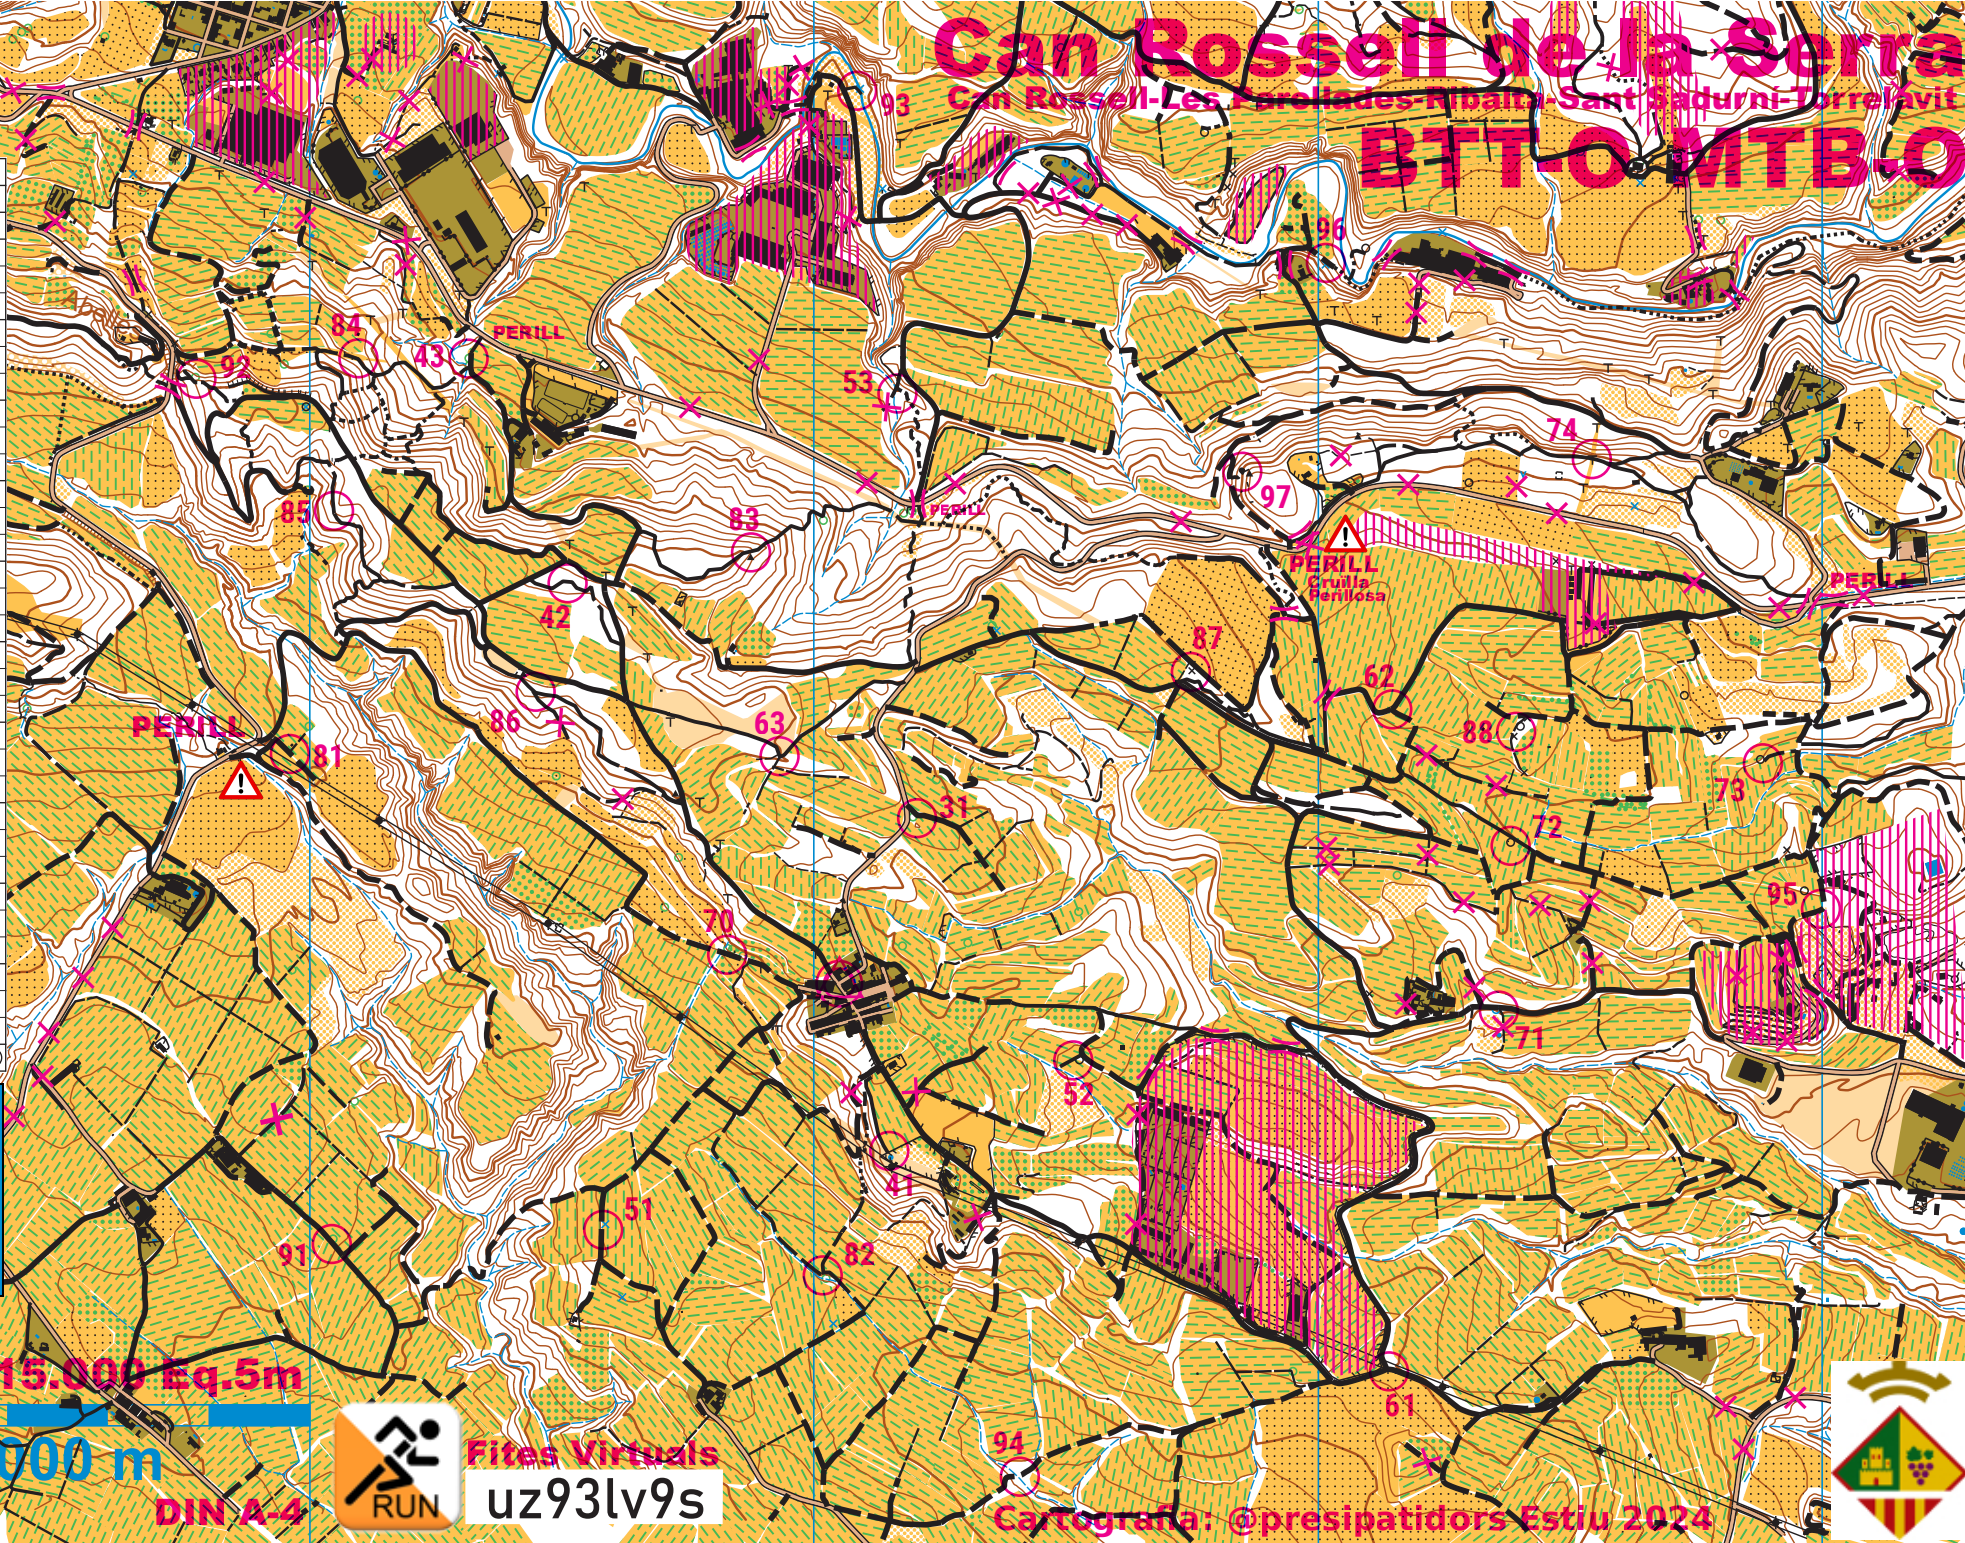 Can Rossell de la Serra
Can Rossell-Les Parellades-Ribalta-Sant Sadurní-Torrelavit
BTT-O MTB-O
93
96
Abelles
84
PERILL
43
92
53
74
97
85
83
PERILL
PERILL
Cruïlla
Perillosa
PERILL
42
87
62
86
63
88
PERILL
81
73
31
72
95
70
71
52
41
51
91
82
61
94
15.000 Eq.5m
000 m
DIN A-4
RUN
Fites Virtuals
uz93lv9s
Cartografia: @presipatidors Estiu 2024